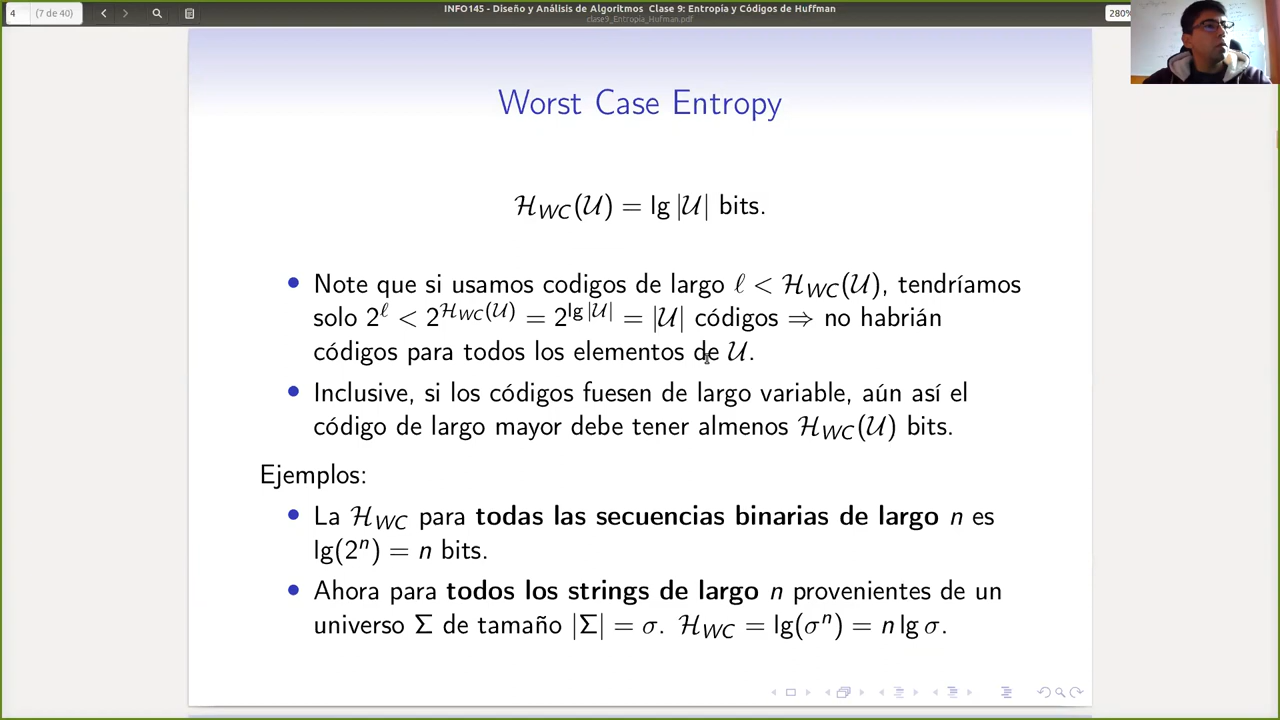 4 (7 de 40)
INFO145 - Diseño y Análisis de Algoritmos Clase 9: Entropía y Códigos de Huffman
clase9_Entropía_Hufman.pdf
280%
Worst Case Entropy
ℋ_WC(𝒰) = lg |𝒰| bits.
• Note que si usamos codigos de largo ℓ < ℋ_WC(𝒰), tendríamos
solo 2^ℓ < 2^{ℋ_WC(𝒰)} = 2^{lg |𝒰|} = |𝒰| códigos ⇒ no habrián
códigos para todos los elementos de 𝒰.
• Inclusive, si los códigos fuesen de largo variable, aún así el
código de largo mayor debe tener almenos ℋ_WC(𝒰) bits.
Ejemplos:
• La ℋ_WC para todas las secuencias binarias de largo n es
lg(2^n) = n bits.
• Ahora para todos los strings de largo n provenientes de un
universo Σ de tamaño |Σ| = σ. ℋ_WC = lg(σ^n) = n lg σ.